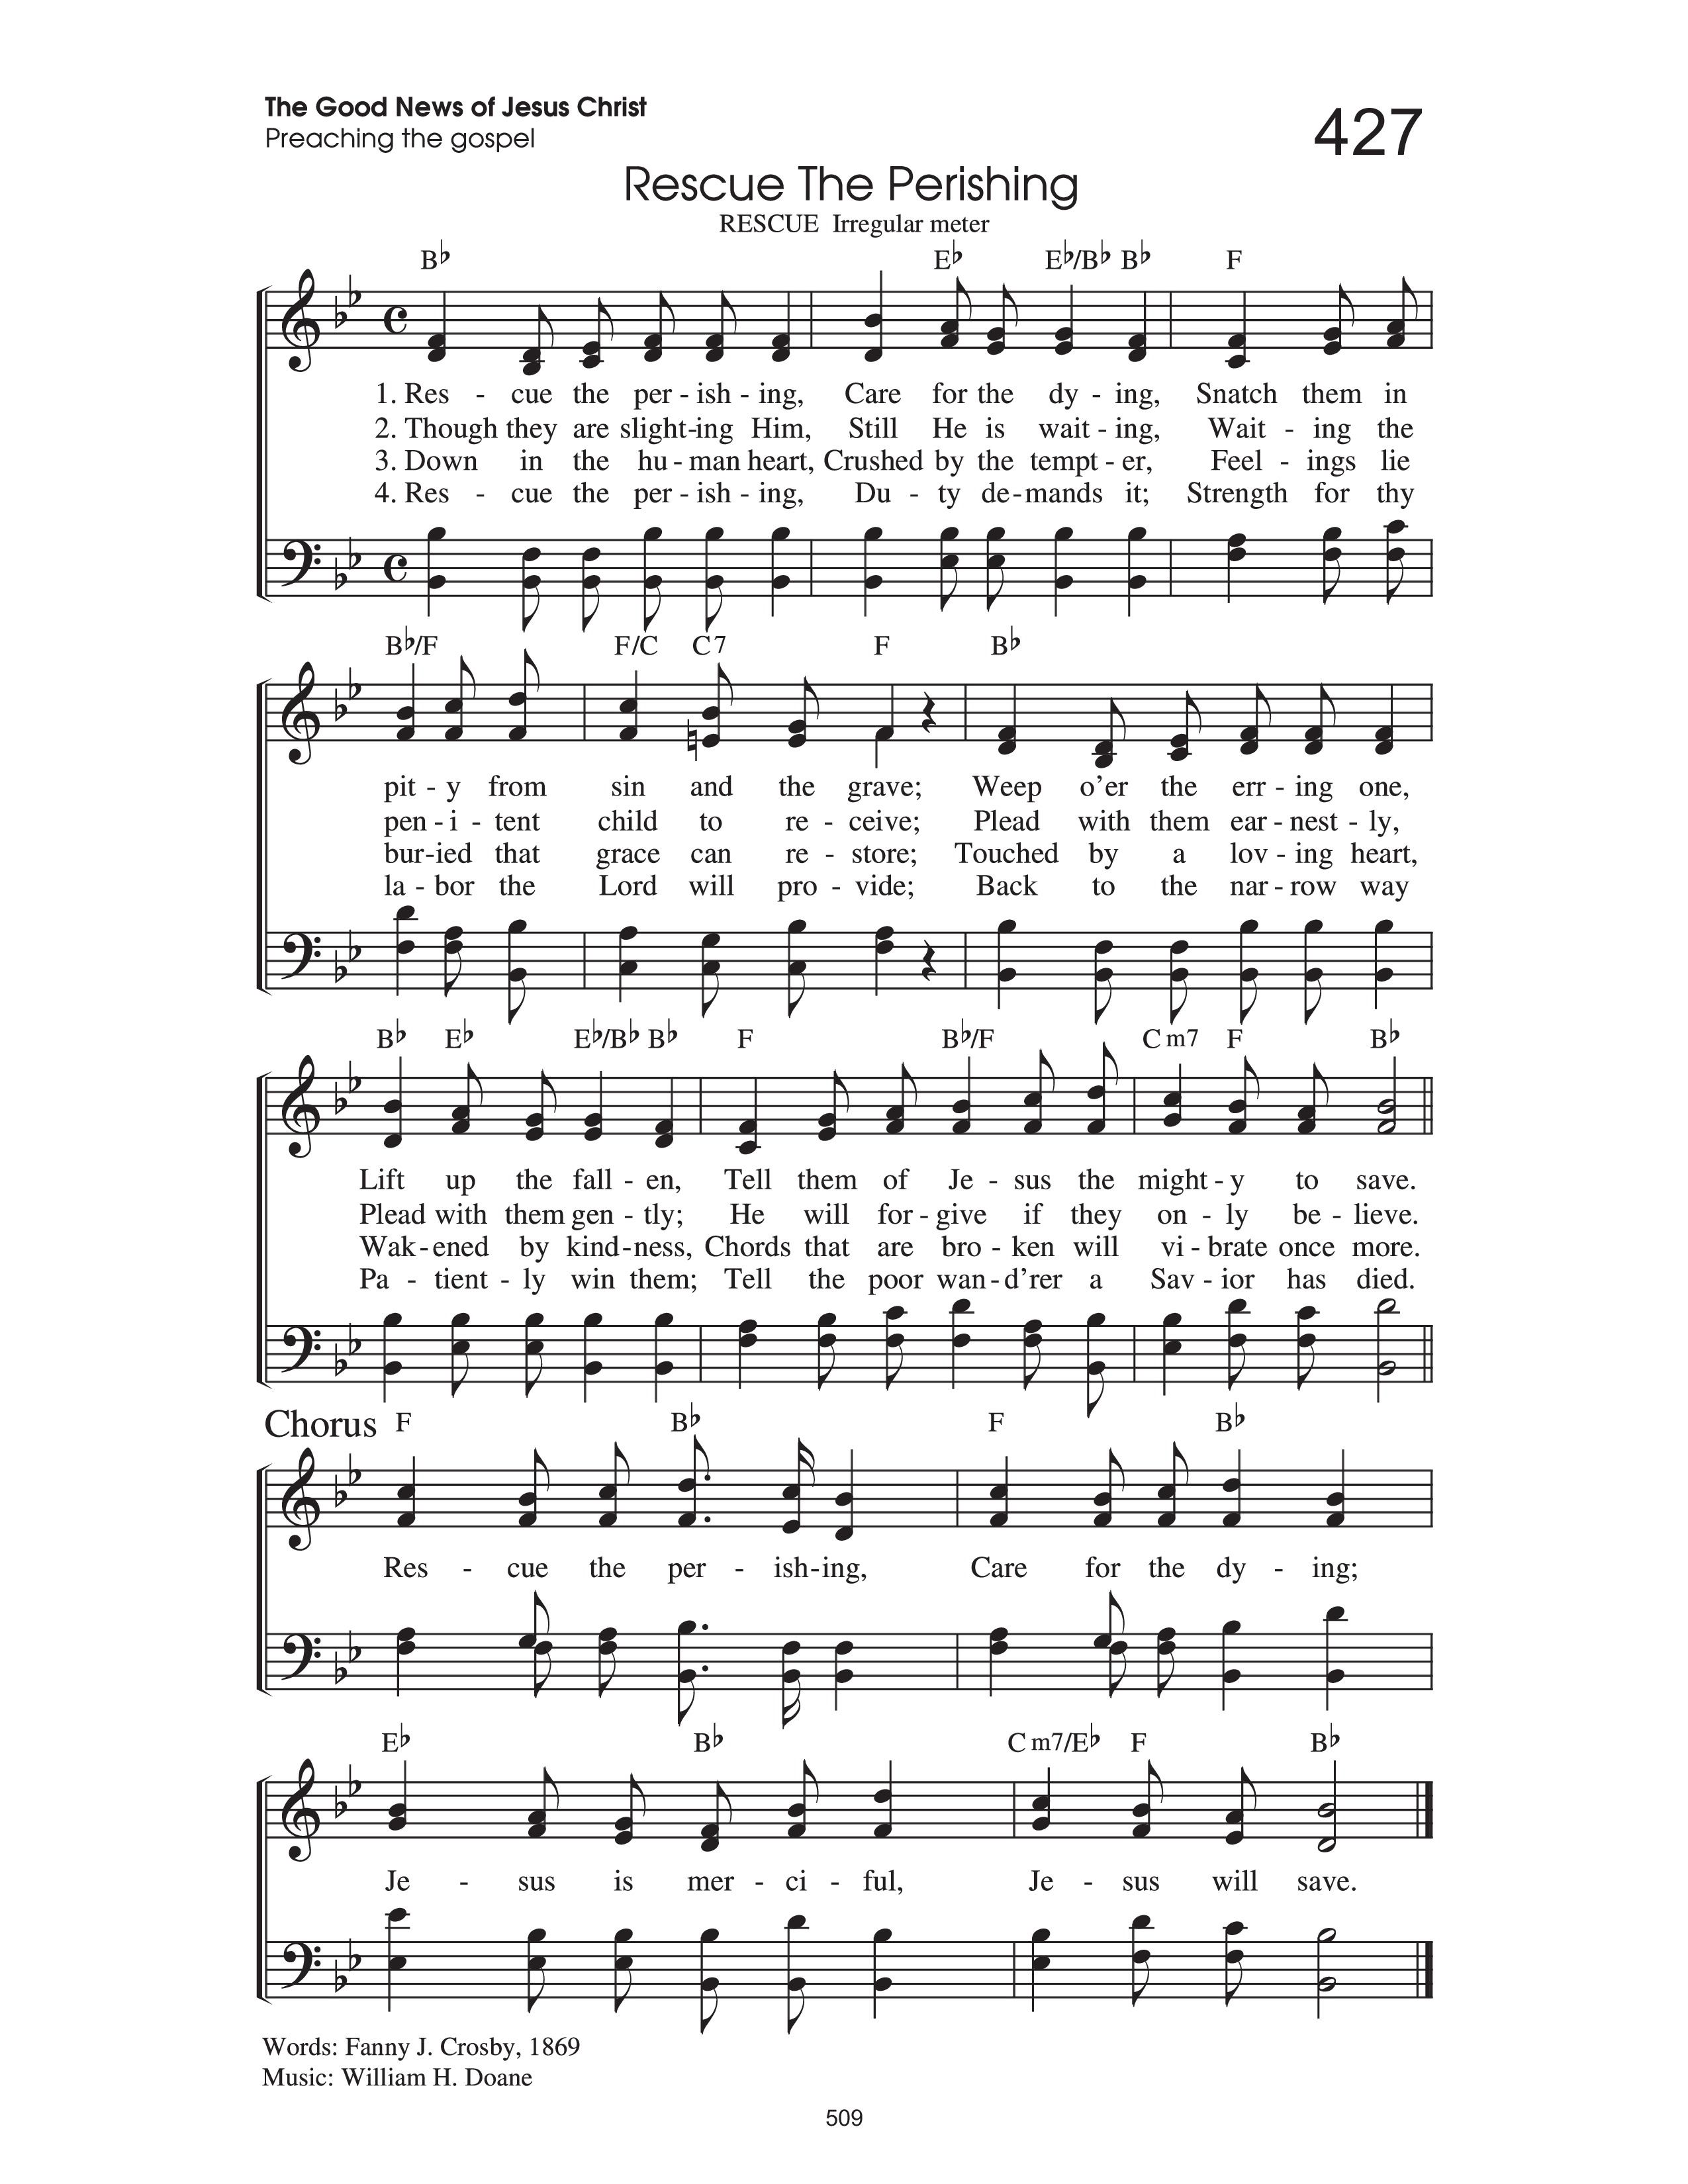 The Good News of Jesus Christ
Preaching the gospel
427
Rescue The Perishing
RESCUE Irregular meter
B♭ E♭ E♭/B♭ B♭ F
1. Res - cue the per - ish - ing, Care for the dy - ing, Snatch them in
2. Though they are slight-ing Him, Still He is wait - ing, Wait - ing the
3. Down in the hu - man heart, Crushed by the tempt - er, Feel - ings lie
4. Res - cue the per - ish - ing, Du - ty de-mands it; Strength for thy
B♭/F F/C C7 F B♭
pit - y from sin and the grave; Weep o'er the err - ing one,
pen - i - tent child to re - ceive; Plead with them ear - nest - ly,
bur-ied that grace can re - store; Touched by a lov - ing heart,
la - bor the Lord will pro - vide; Back to the nar - row way
B♭ E♭ E♭/B♭ B♭ F B♭/F Cm7 F B♭
Lift up the fall - en, Tell them of Je - sus the might - y to save.
Plead with them gen - tly; He will for - give if they on - ly be - lieve.
Wak-ened by kind-ness, Chords that are bro - ken will vi - brate once more.
Pa - tient - ly win them; Tell the poor wan-d'rer a Sav - ior has died.
Chorus F B♭ F B♭
Res - cue the per - ish-ing, Care for the dy - ing;
E♭ B♭ Cm7/E♭ F B♭
Je - sus is mer - ci - ful, Je - sus will save.
Words: Fanny J. Crosby, 1869
Music: William H. Doane
509